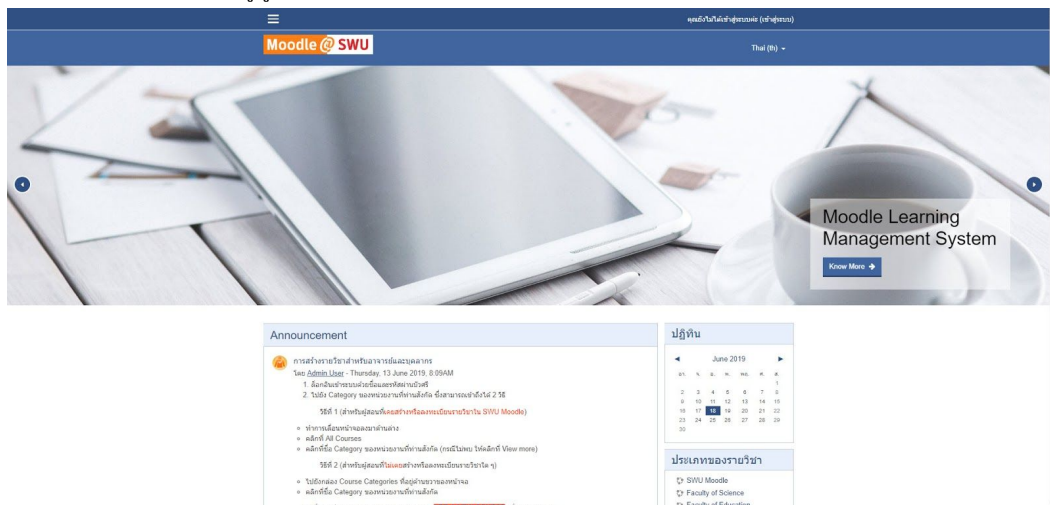 คุณยังไม่ได้เข้าสู่ระบบค่ะ (เข้าสู่ระบบ)
Moodle @ SWU
Thai (th)
Moodle Learning
Management System
Know More
Announcement
การสร้างรายวิชาสำหรับอาจารย์และบุคลากร
โดย Admin User - Thursday, 13 June 2019, 8:09AM
1. ล็อกอินเข้าระบบด้วยชื่อและรหัสผ่านบัวศรี
2. ไปยัง Category ของหน่วยงานที่ท่านสังกัด ซึ่งสามารถเข้าถึงได้ 2 วิธี
วิธีที่ 1 (สำหรับผู้สอนที่เคยสร้างหรือลงทะเบียนรายวิชาใน SWU Moodle)
ทำการเลื่อนหน้าจอลงมาด้านล่าง
คลิกที่ All Courses
คลิกที่ชื่อ Category ของหน่วยงานที่ท่านสังกัด (กรณีไม่พบ ให้คลิกที่ View more)
วิธีที่ 2 (สำหรับผู้สอนที่ไม่เคยสร้างหรือลงทะเบียนรายวิชาใด ๆ)
ไปยังกล่อง Course Categories ที่อยู่ด้านขวาของหน้าจอ
คลิกที่ชื่อ Category ของหน่วยงานที่ท่านสังกัด
ปฏิทิน
June 2019
อา. จ. อ. พ. พฤ. ศ. ส.
1
2 3 4 5 6 7 8
9 10 11 12 13 14 15
16 17 18 19 20 21 22
23 24 25 26 27 28 29
30
ประเภทของรายวิชา
SWU Moodle
Faculty of Science
Faculty of Education